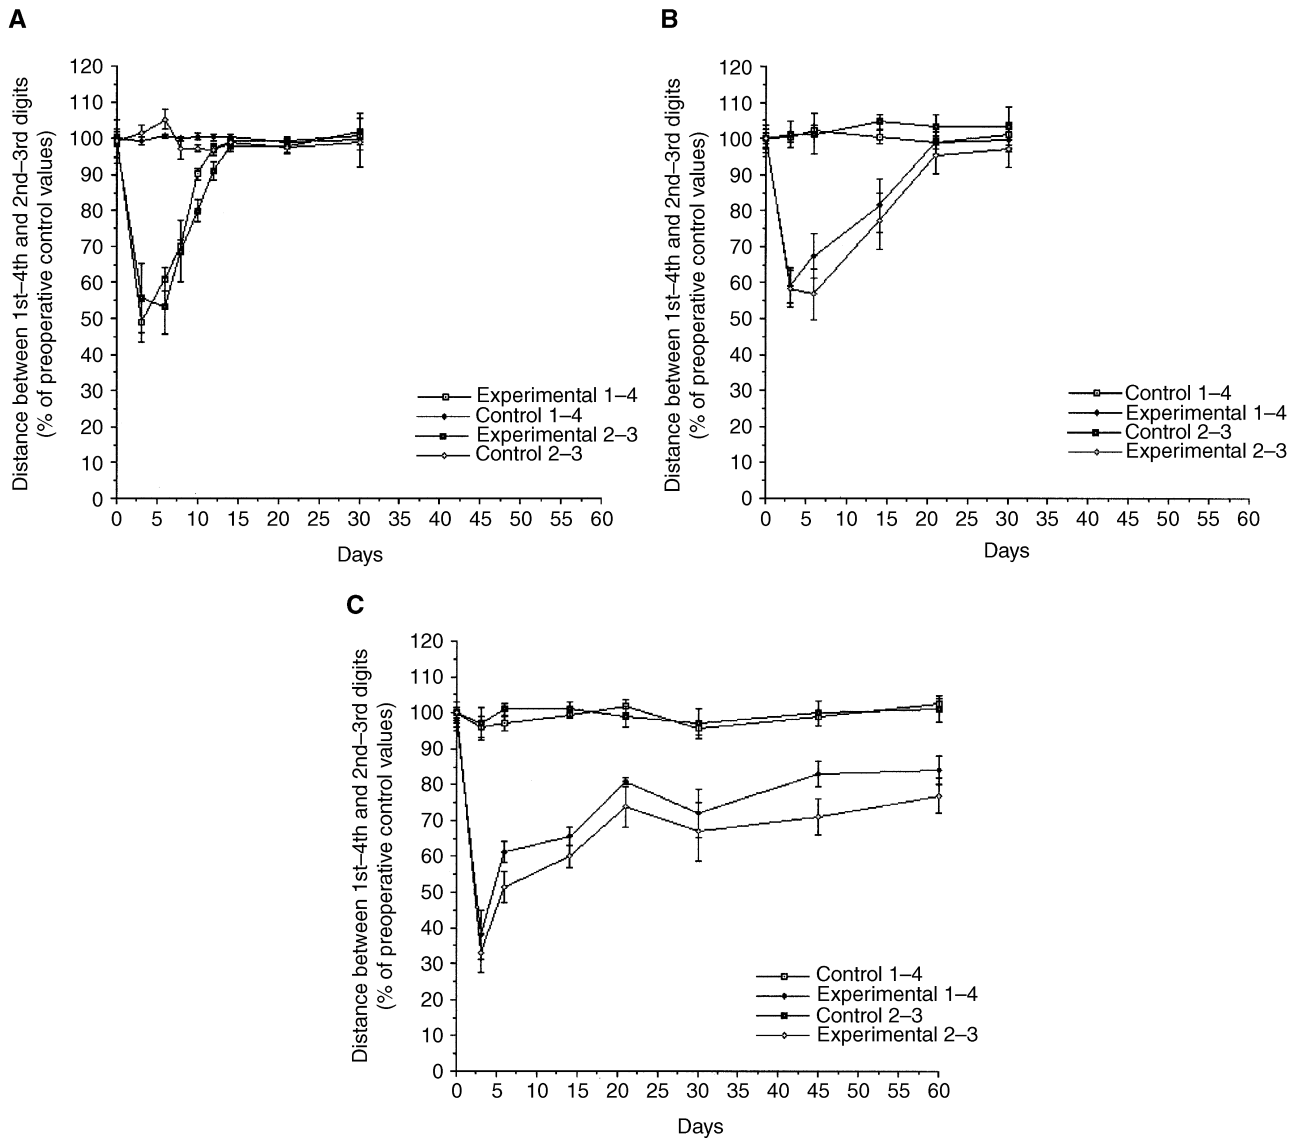 A
Distance between 1st–4th and 2nd–3rd digits
(% of preoperative control values)
120
110
100
90
80
70
60
50
40
30
20
10
0
0 5 10 15 20 25 30 35 40 45 50 55 60
Days
Experimental 1–4
Control 1–4
Experimental 2–3
Control 2–3
B
Distance between 1st–4th and 2nd–3rd digits
(% of preoperative control values)
120
110
100
90
80
70
60
50
40
30
20
10
0
0 5 10 15 20 25 30 35 40 45 50 55 60
Days
Control 1–4
Experimental 1–4
Control 2–3
Experimental 2–3
C
Distance between 1st–4th and 2nd–3rd digits
(% of preoperative control values)
120
110
100
90
80
70
60
50
40
30
20
10
0
0 5 10 15 20 25 30 35 40 45 50 55 60
Days
Control 1–4
Experimental 1–4
Control 2–3
Experimental 2–3